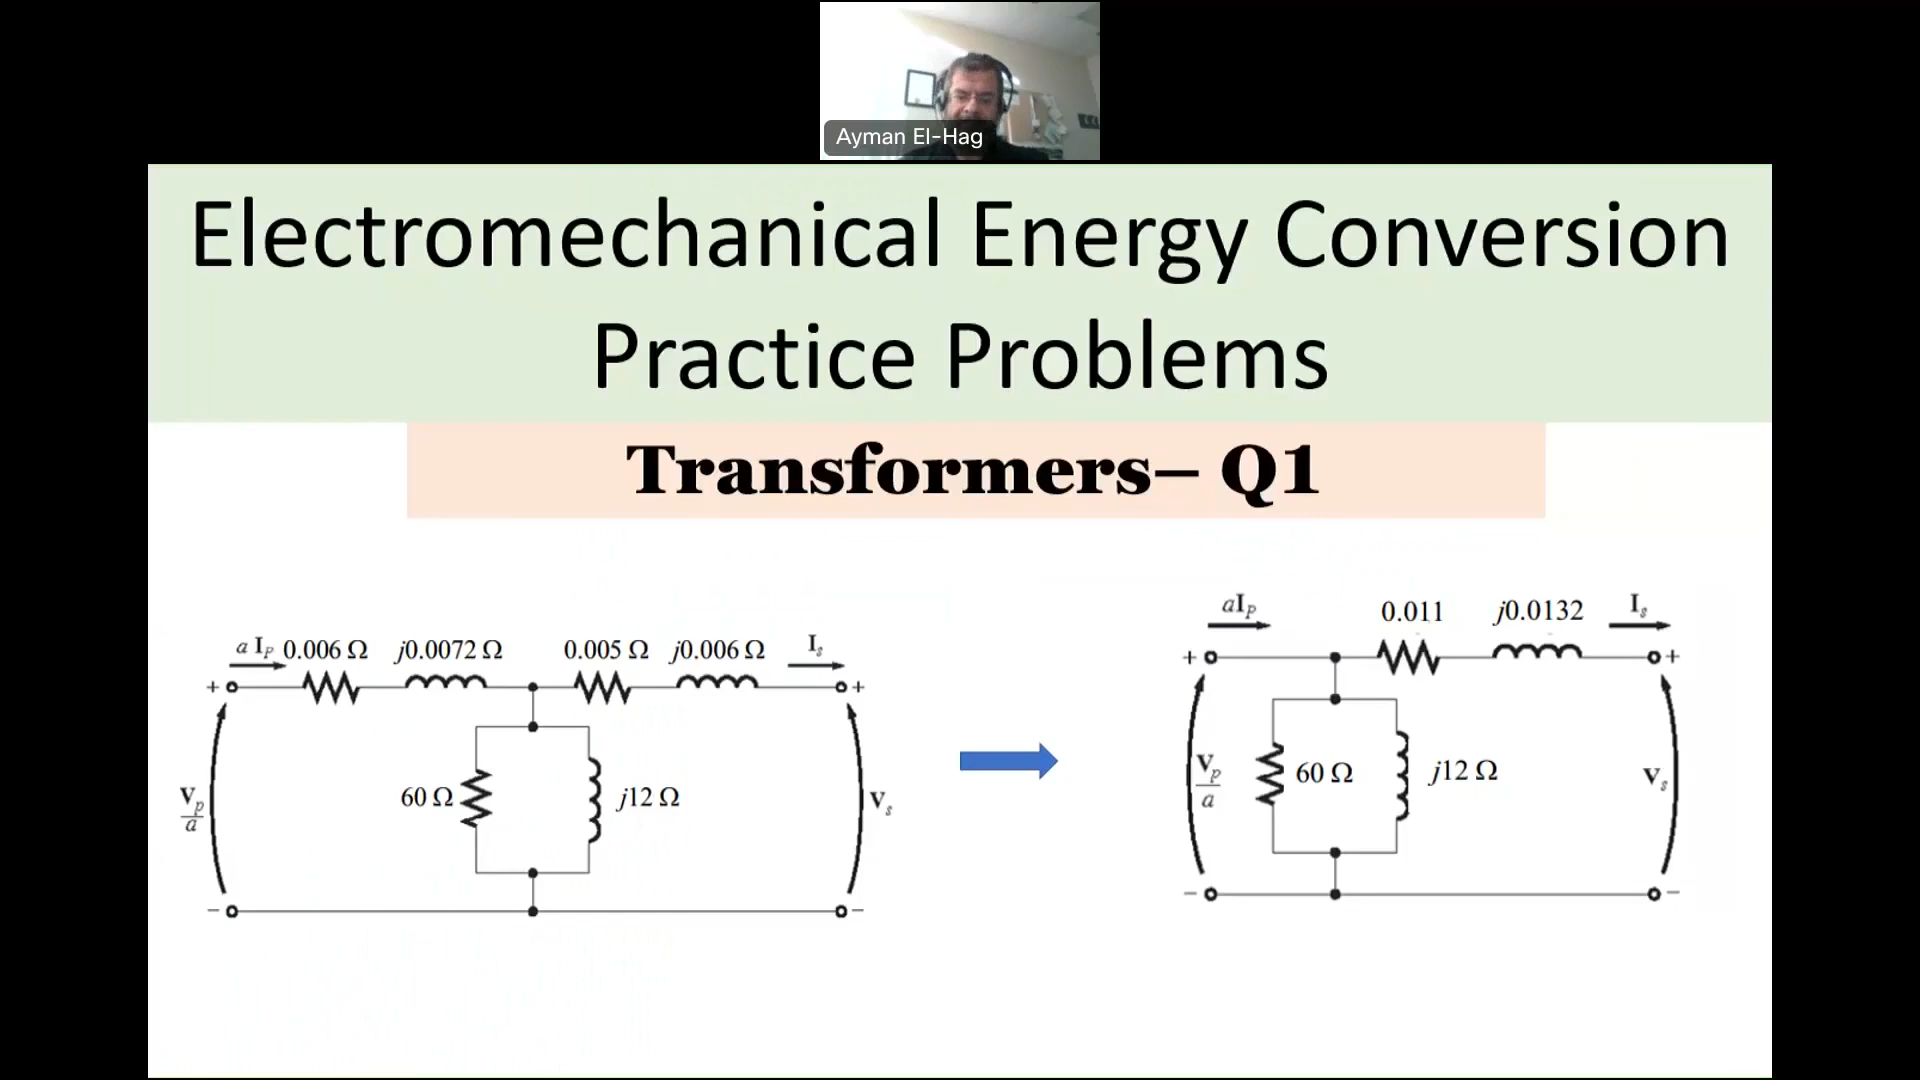 Ayman El-Hag
Electromechanical Energy Conversion
Practice Problems
Transformers– Q1
a I_P 0.006 Ω j0.0072 Ω 0.005 Ω j0.006 Ω I_s
+ +
V_p/a 60 Ω j12 Ω V_s
– –
aI_P 0.011 j0.0132 I_s
+ +
V_p/a 60 Ω j12 Ω V_s
– –